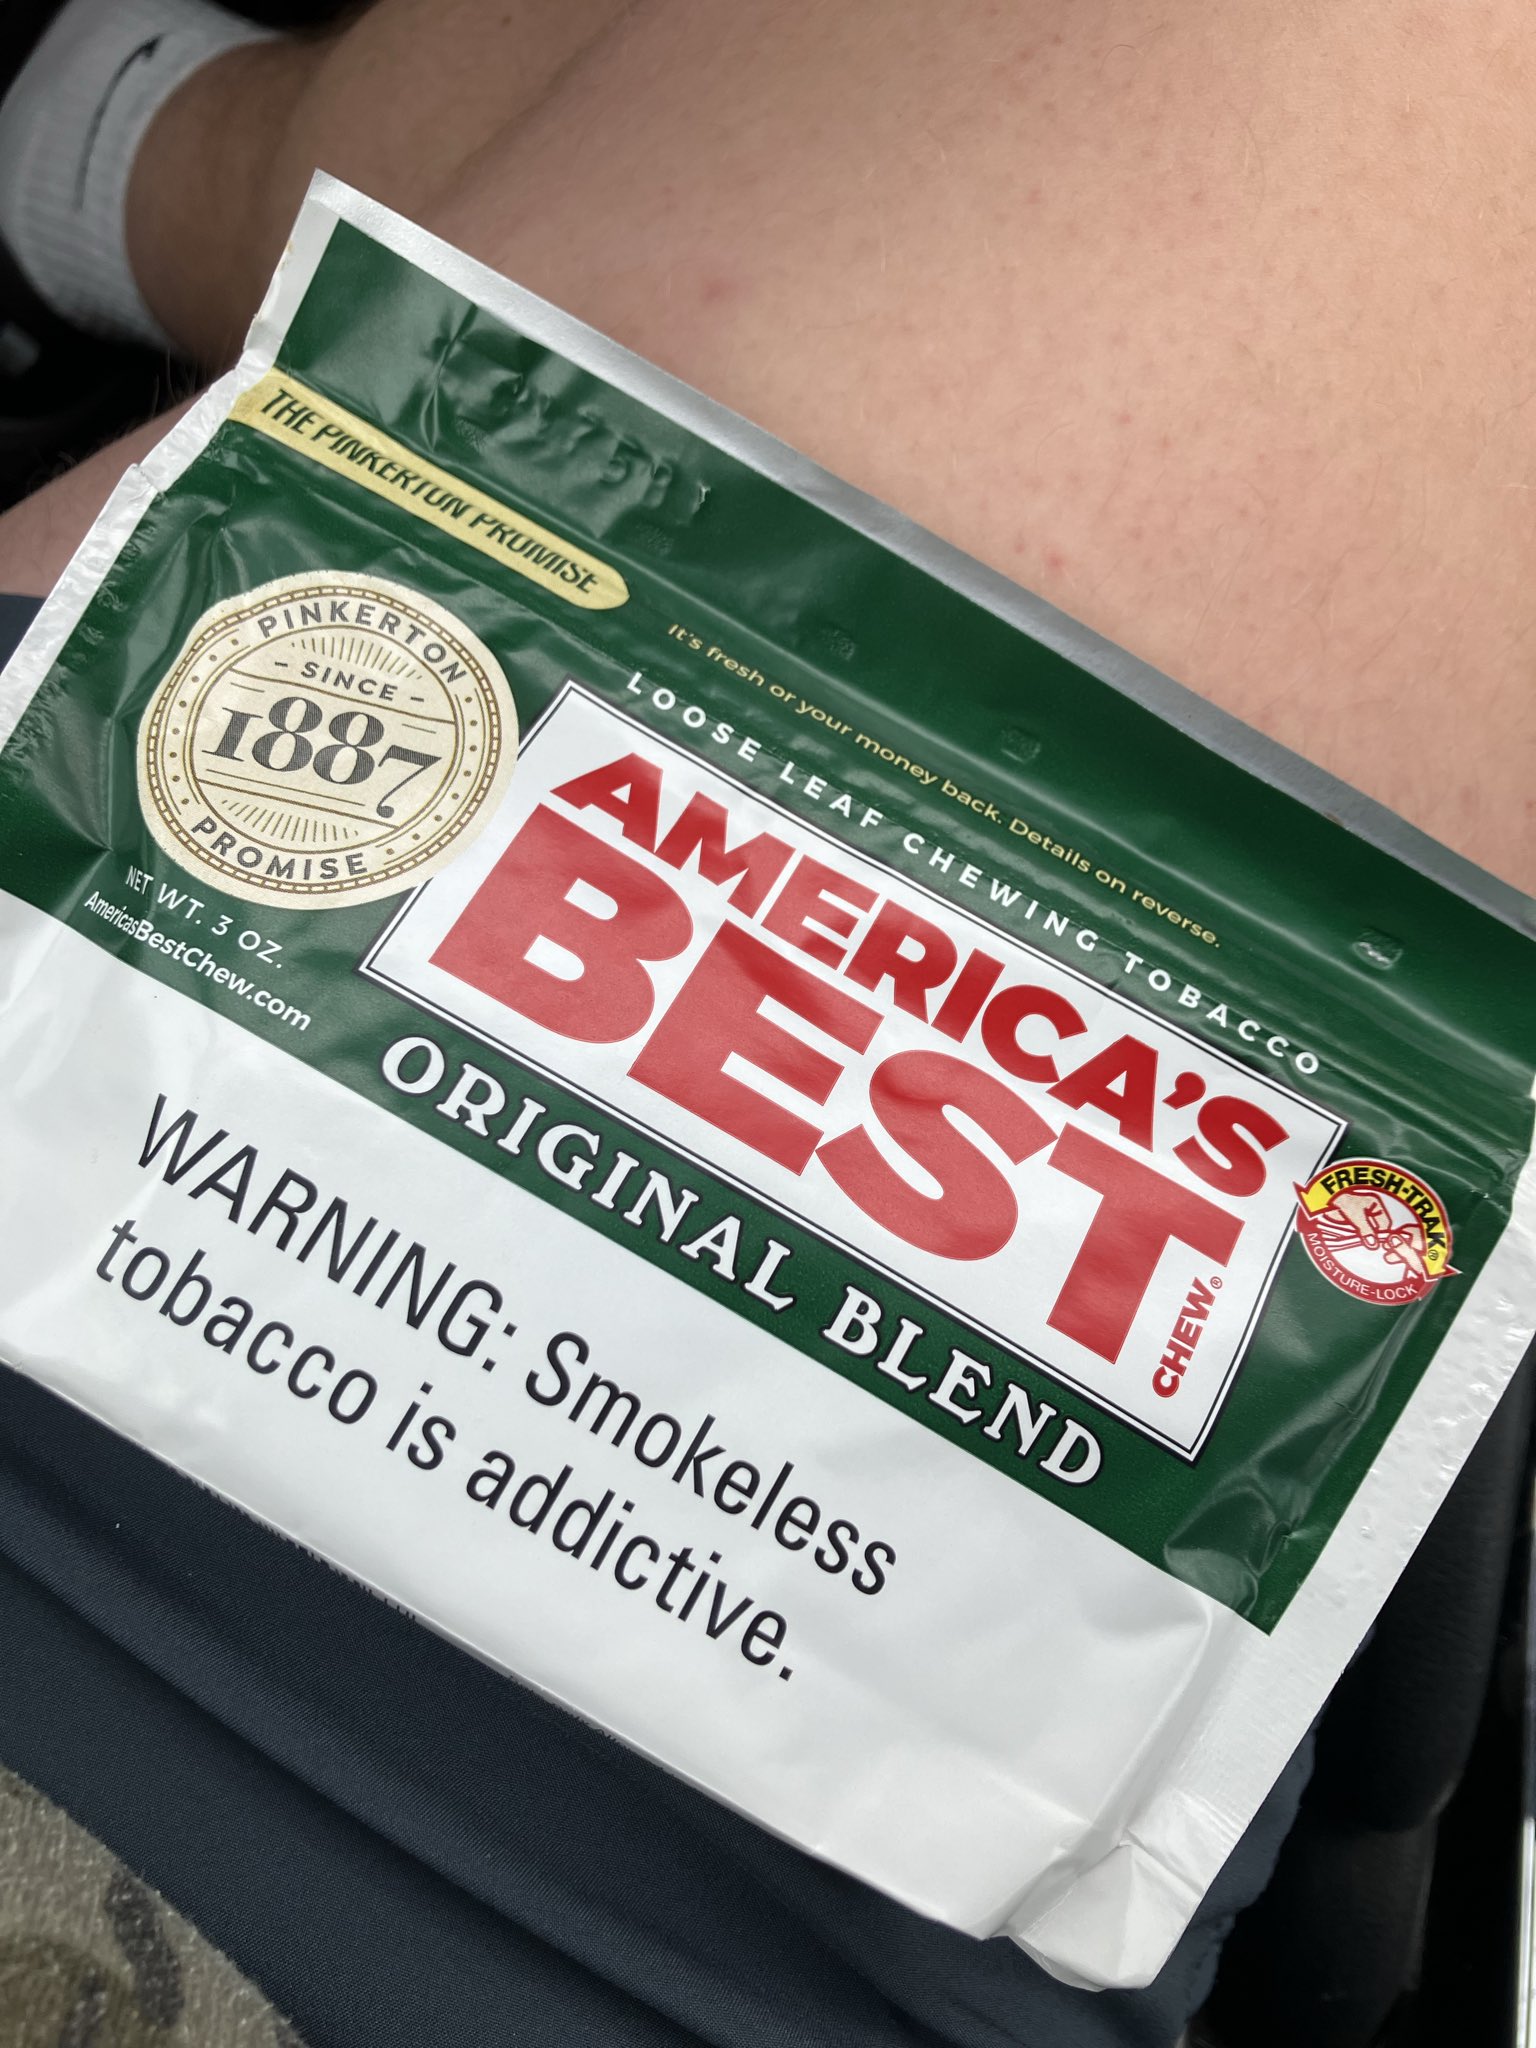 THE PINKERTON PROMISE
It's fresh or your money back. Details on reverse.
LOOSE LEAF CHEWING TOBACCO
PINKERTON
- SINCE -
1887
PROMISE
AMERICA'S
BEST
CHEW®
NET WT. 3 OZ.
AmericasBestChew.com
ORIGINAL BLEND
FRESH-TRAK®
MOISTURE-LOCK
WARNING: Smokeless
tobacco is addictive.